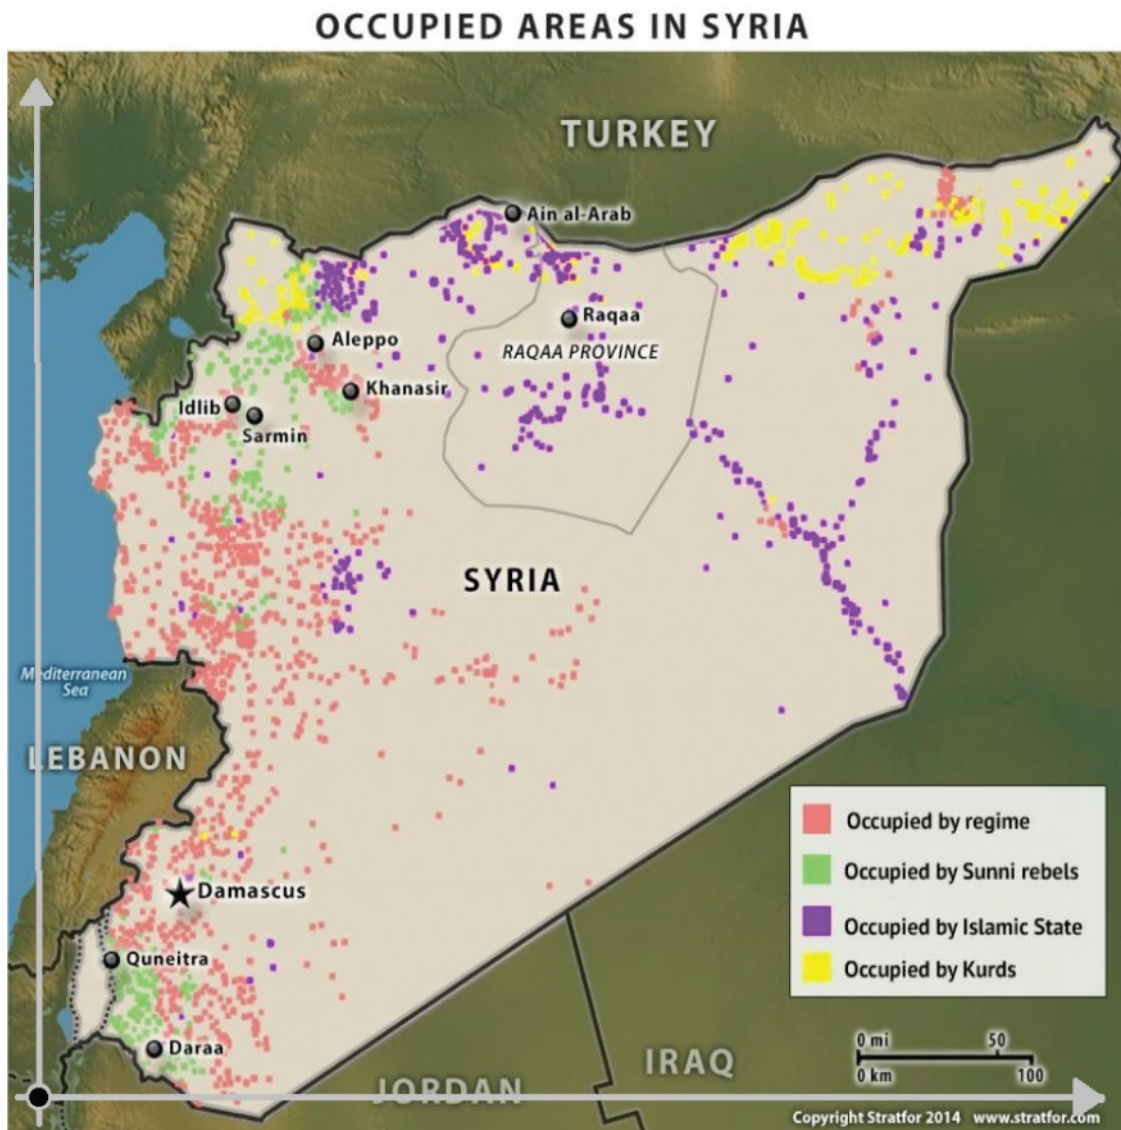 OCCUPIED AREAS IN SYRIA
TURKEY
Ain al-Arab
Raqaa
Aleppo
RAQAA PROVINCE
Khanasir
Idlib
Sarmin
SYRIA
Mediterranean
Sea
LEBANON
Occupied by regime
Occupied by Sunni rebels
Damascus
Occupied by Islamic State
Quneitra
Occupied by Kurds
Daraa
0 mi 50
IRAQ
0 km 100
JORDAN
Copyright Stratfor 2014 www.stratfor.com